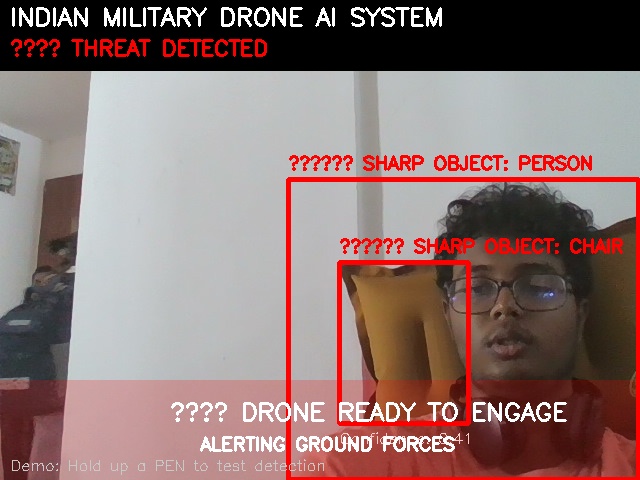 INDIAN MILITARY DRONE AI SYSTEM
???? THREAT DETECTED
?????? SHARP OBJECT: PERSON
?????? SHARP OBJECT: CHAIR
???? DRONE READY TO ENGAGE
ALERTING GROUND FORCES
Demo: Hold up a PEN to test detection